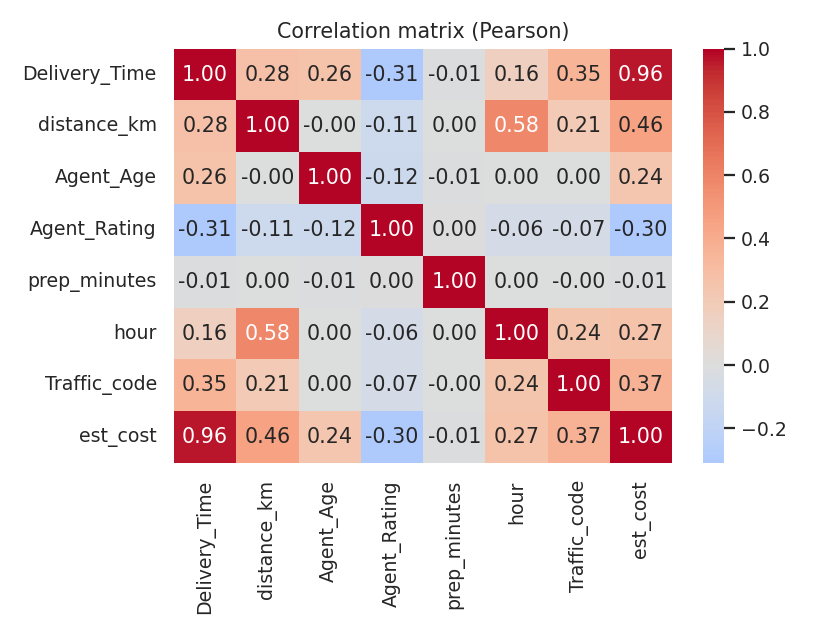 Correlation matrix (Pearson)
Delivery_Time 1.00 0.28 0.26 -0.31 -0.01 0.16 0.35 0.96
distance_km 0.28 1.00 -0.00 -0.11 0.00 0.58 0.21 0.46
Agent_Age 0.26 -0.00 1.00 -0.12 -0.01 0.00 0.00 0.24
Agent_Rating -0.31 -0.11 -0.12 1.00 0.00 -0.06 -0.07 -0.30
prep_minutes -0.01 0.00 -0.01 0.00 1.00 0.00 -0.00 -0.01
hour 0.16 0.58 0.00 -0.06 0.00 1.00 0.24 0.27
Traffic_code 0.35 0.21 0.00 -0.07 -0.00 0.24 1.00 0.37
est_cost 0.96 0.46 0.24 -0.30 -0.01 0.27 0.37 1.00
Delivery_Time
distance_km
Agent_Age
Agent_Rating
prep_minutes
hour
Traffic_code
est_cost
1.0
0.8
0.6
0.4
0.2
0.0
−0.2